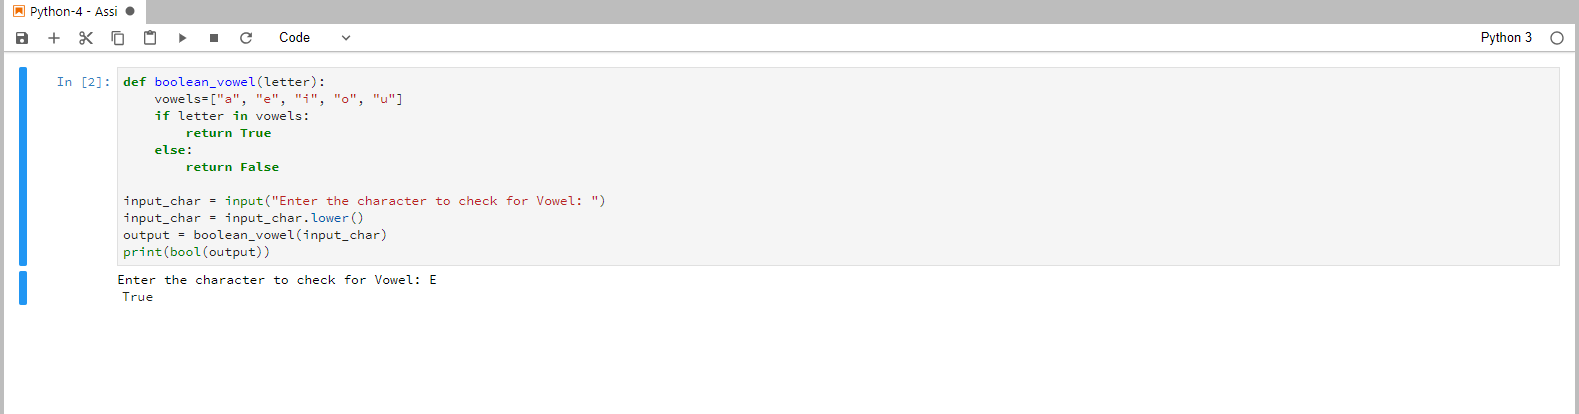 Python-4 - Assi
Code
Python 3
In [2]:
def boolean_vowel(letter):
    vowels=["a", "e", "i", "o", "u"]
    if letter in vowels:
        return True
    else:
        return False

input_char = input("Enter the character to check for Vowel: ")
input_char = input_char.lower()
output = boolean_vowel(input_char)
print(bool(output))
Enter the character to check for Vowel: E
True